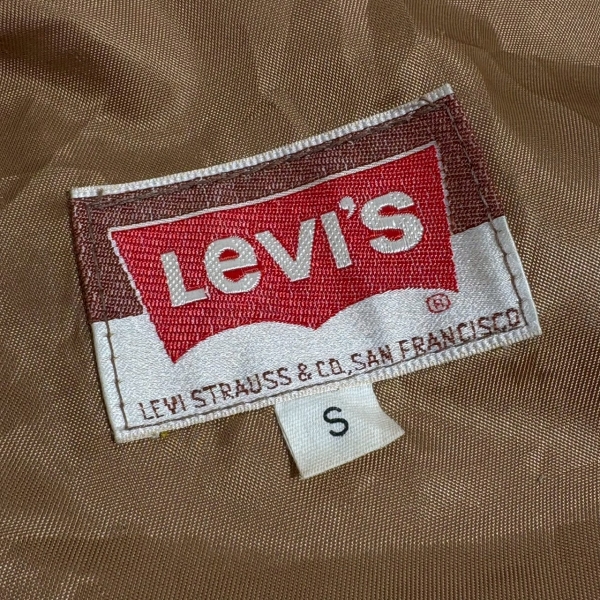 LeVI'S
®
LEVI STRAUSS & CO, SAN FRANCISCO
S